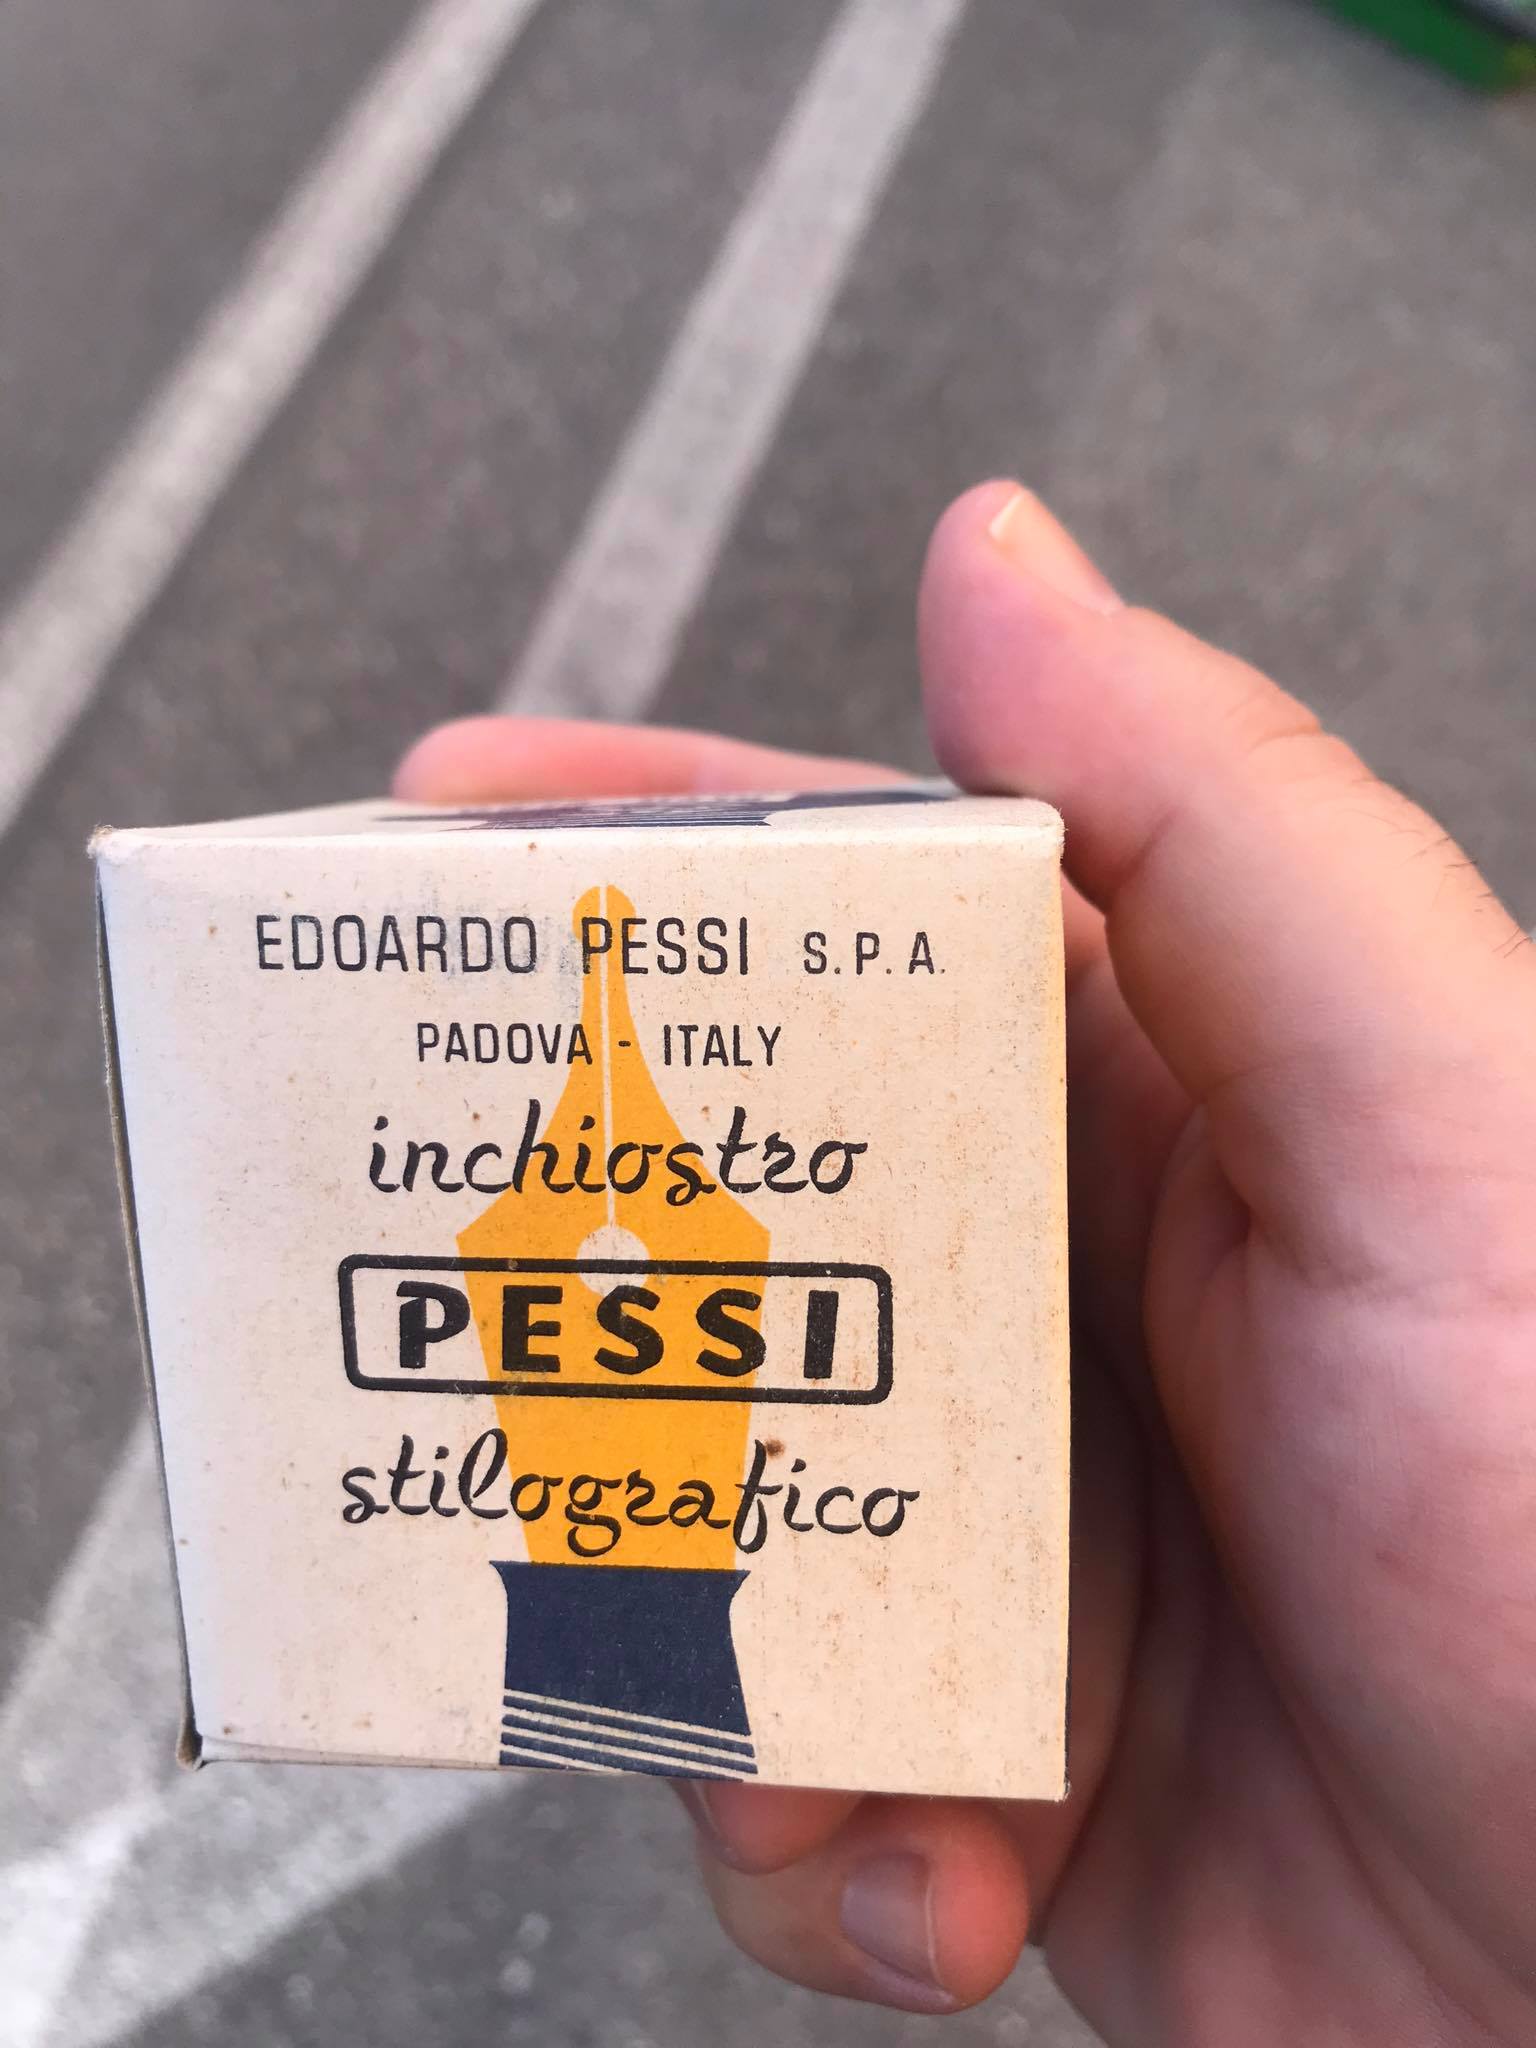 EDOARDO PESSI S.P.A.
PADOVA - ITALY
inchiostro
PESSI
stilografico